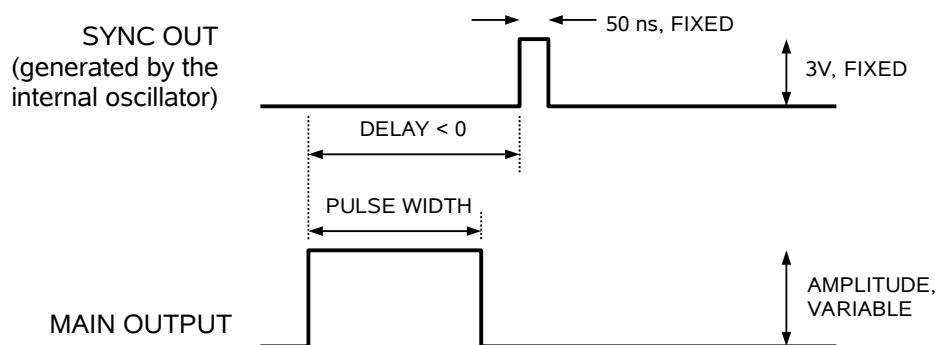 SYNC OUT
(generated by the
internal oscillator)
50 ns, FIXED
3V, FIXED
DELAY < 0
PULSE WIDTH
MAIN OUTPUT
AMPLITUDE,
VARIABLE